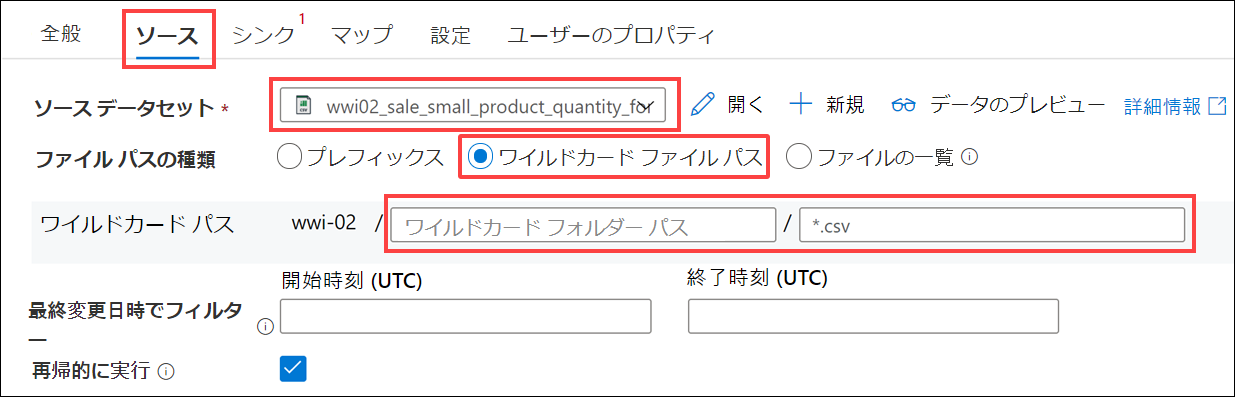 全般 ソース シンク 1 マップ 設定 ユーザーのプロパティ
ソース データセット * wwi02_sale_small_product_quantity_for 開く 新規 データのプレビュー 詳細情報
ファイル パスの種類 プレフィックス ワイルドカード ファイル パス ファイルの一覧
ワイルドカード パス wwi-02 / ワイルドカード フォルダー パス / *.csv
開始時刻 (UTC) 終了時刻 (UTC)
最終変更日時でフィルタ
ー
再帰的に実行